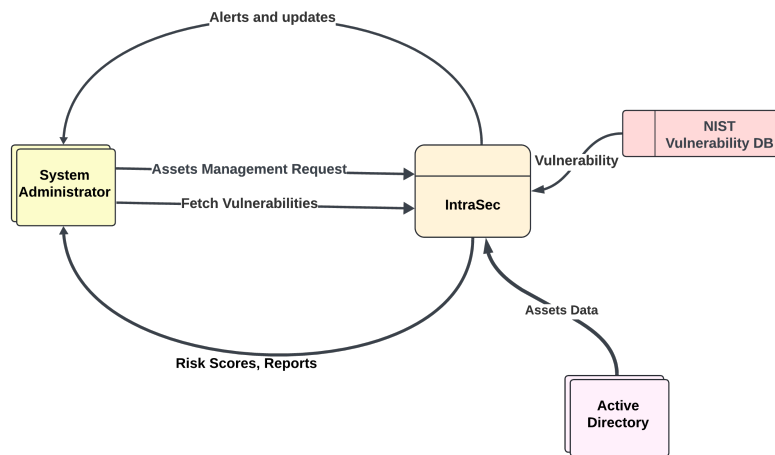 Alerts and updates
NIST
Vulnerability DB
Vulnerability
System
Administrator
Assets Management Request
Fetch Vulnerabilities
IntraSec
Assets Data
Risk Scores, Reports
Active
Directory